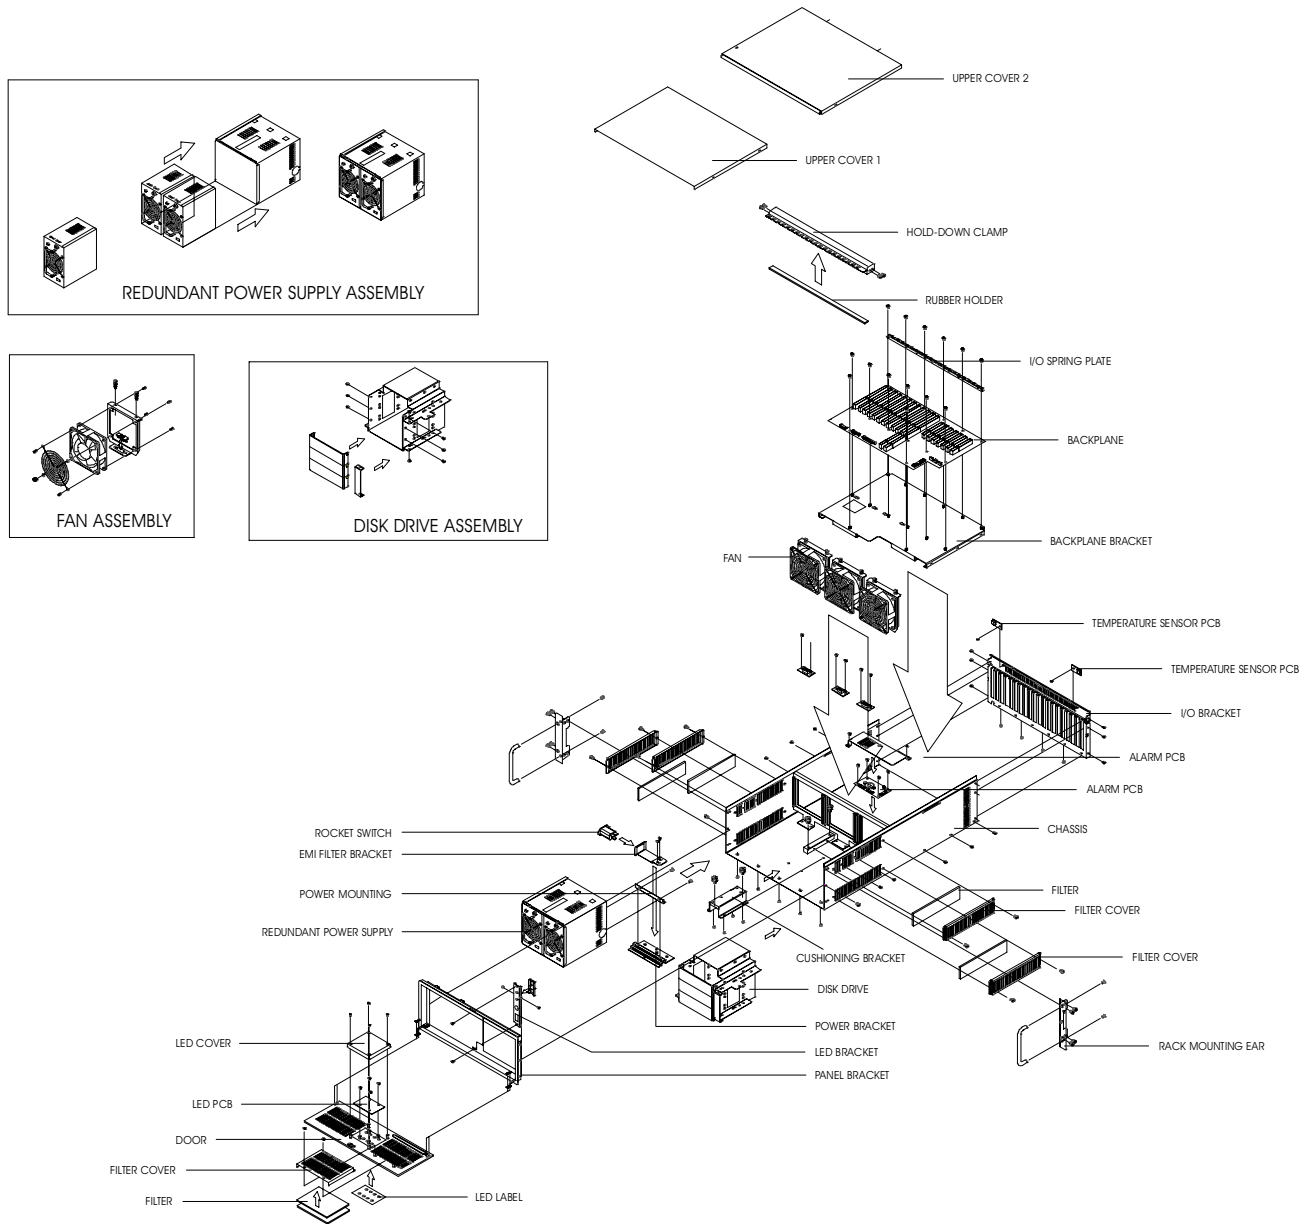 UPPER COVER 2
UPPER COVER 1
HOLD-DOWN CLAMP
REDUNDANT POWER SUPPLY ASSEMBLY
RUBBER HOLDER
I/O SPRING PLATE
BACKPLANE
FAN ASSEMBLY
DISK DRIVE ASSEMBLY
BACKPLANE BRACKET
FAN
TEMPERATURE SENSOR PCB
TEMPERATURE SENSOR PCB
I/O BRACKET
ALARM PCB
ALARM PCB
ROCKET SWITCH
CHASSIS
EMI FILTER BRACKET
POWER MOUNTING
FILTER
FILTER COVER
REDUNDANT POWER SUPPLY
CUSHIONING BRACKET
FILTER COVER
DISK DRIVE
POWER BRACKET
LED COVER
LED BRACKET
RACK MOUNTING EAR
PANEL BRACKET
LED PCB
DOOR
FILTER COVER
FILTER
LED LABEL